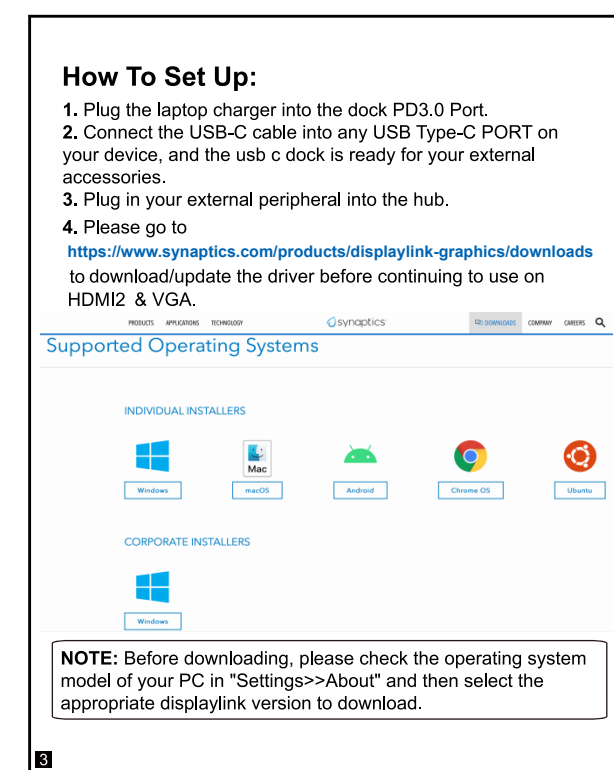 How To Set Up:
1. Plug the laptop charger into the dock PD3.0 Port.
2. Connect the USB-C cable into any USB Type-C PORT on
your device, and the usb c dock is ready for your external
accessories.
3. Plug in your external peripheral into the hub.
4. Please go to
https://www.synaptics.com/products/displaylink-graphics/downloads
to download/update the driver before continuing to use on
HDMI2 & VGA.
PRODUCTS APPLICATIONS TECHNOLOGY synaptics DOWNLOADS COMPANY CAREERS
Supported Operating Systems
INDIVIDUAL INSTALLERS
Mac
Windows macOS Android Chrome OS Ubuntu
CORPORATE INSTALLERS
Windows
NOTE: Before downloading, please check the operating system
model of your PC in "Settings>>About" and then select the
appropriate displaylink version to download.
3